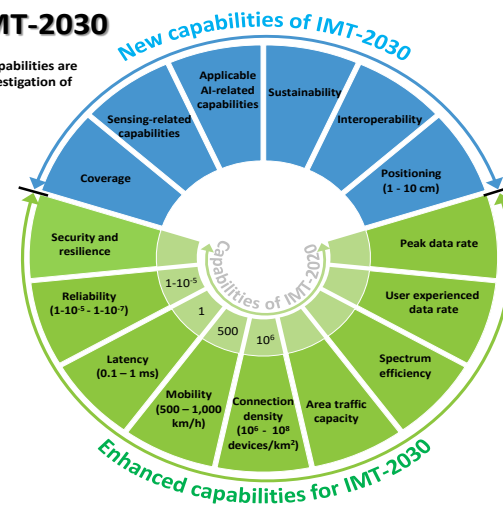 MT-2030
pabilities are
estigation of
New capabilities of IMT-2030
Coverage
Sensing-related
capabilities
Applicable
AI-related
capabilities
Sustainability
Interoperability
Positioning
(1 - 10 cm)
Security and
resilience
Reliability
(1-10⁻⁵ - 1-10⁻⁷)
Latency
(0.1 – 1 ms)
Mobility
(500 – 1,000
km/h)
Connection
density
(10⁶ - 10⁸
devices/km²)
Area traffic
capacity
Spectrum
efficiency
User experienced
data rate
Peak data rate
1-10⁻⁵
1
500
10⁶
Capabilities of IMT-2020
Enhanced capabilities for IMT-2030